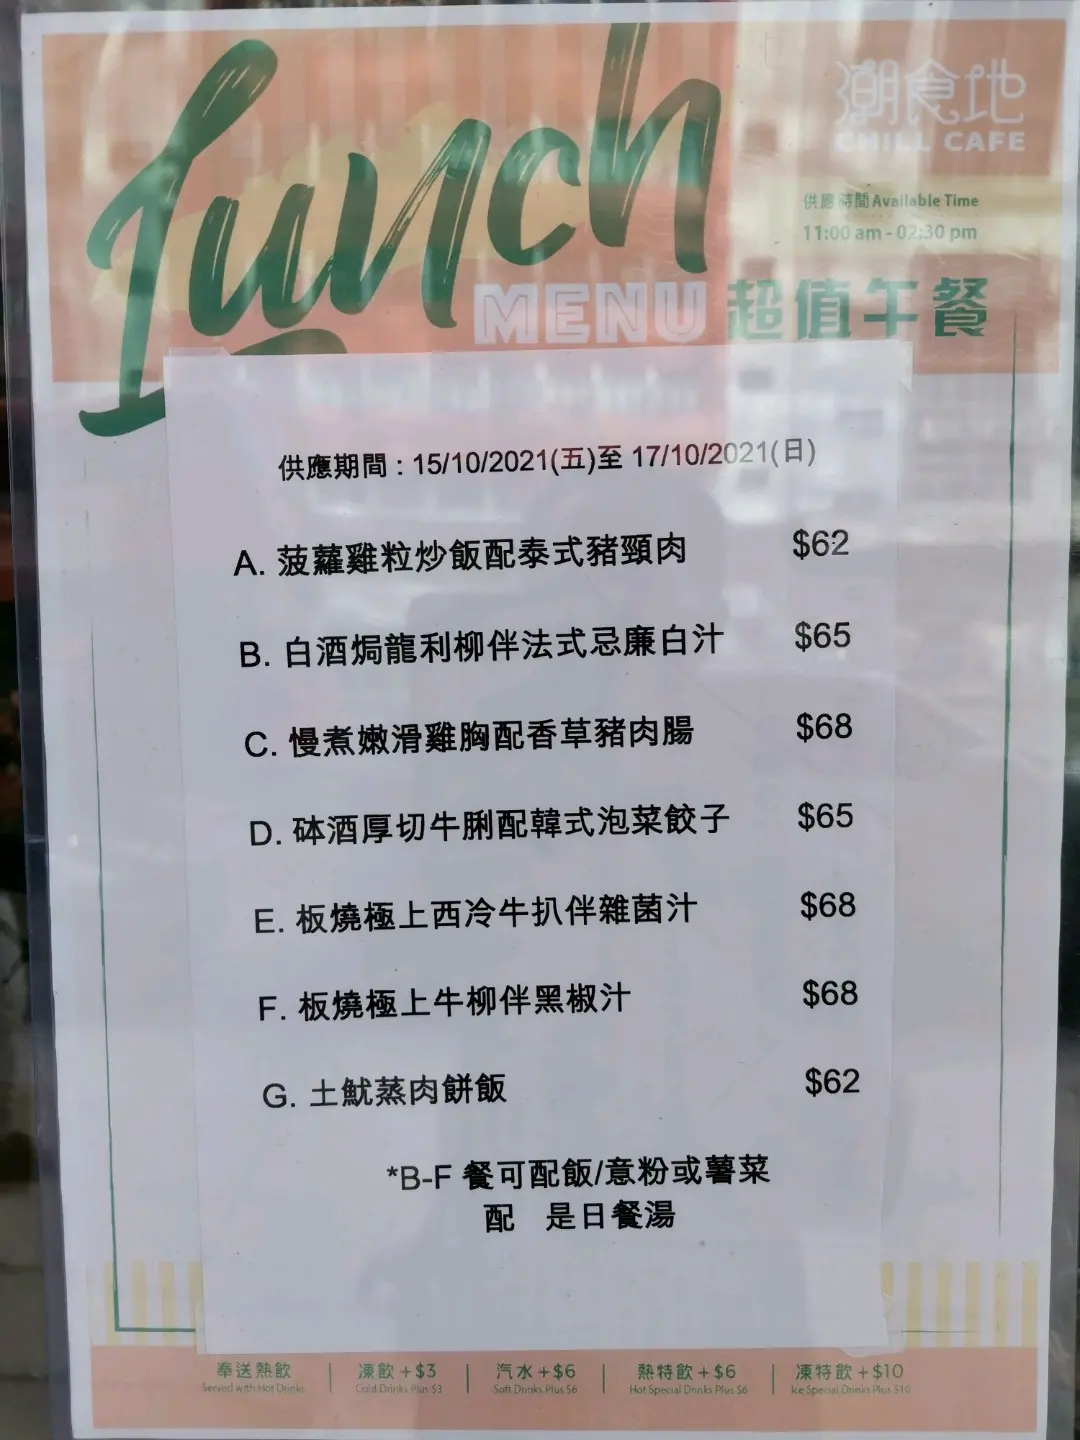 Lunch
MENU 超值午餐
潮食地
CHILL CAFE
供應時間 Available Time
11:00 am - 02:30 pm
供應期間 : 15/10/2021(五)至 17/10/2021(日)
A. 菠蘿雞粒炒飯配泰式豬頸肉 $62
B. 白酒焗龍利柳伴法式忌廉白汁 $65
C. 慢煮嫩滑雞胸配香草豬肉腸 $68
D. 砵酒厚切牛脷配韓式泡菜餃子 $65
E. 板燒極上西冷牛扒伴雜菌汁 $68
F. 板燒極上牛柳伴黑椒汁 $68
G. 土魷蒸肉餅飯 $62
*B-F 餐可配飯/意粉或薯菜
配 是日餐湯
奉送熱飲 | 凍飲+$3 | 汽水+$6 | 熱特飲+$6 | 凍特飲+$10
Served with Hot Drinks Cold Drinks Plus $3 Soft Drinks Plus $6 Hot Special Drinks Plus $6 Ice Special Drinks Plus $10